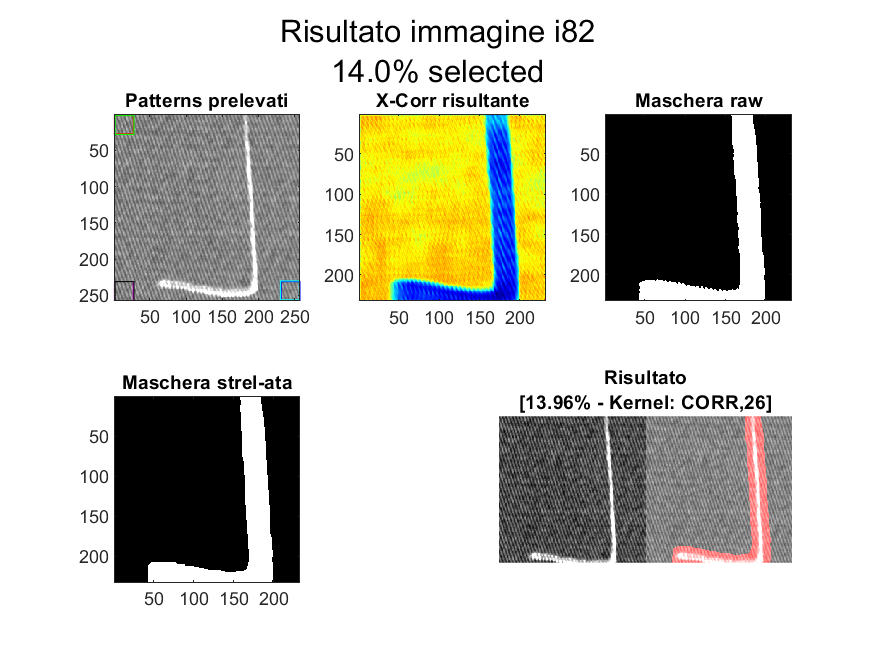 Risultato immagine i82
14.0% selected
Patterns prelevati
50
100
150
200
250
50 100 150 200 250
X-Corr risultante
50
100
150
200
50 100 150 200
Maschera raw
50
100
150
200
50 100 150 200
Maschera strel-ata
50
100
150
200
50 100 150 200
Risultato
[13.96% - Kernel: CORR,26]